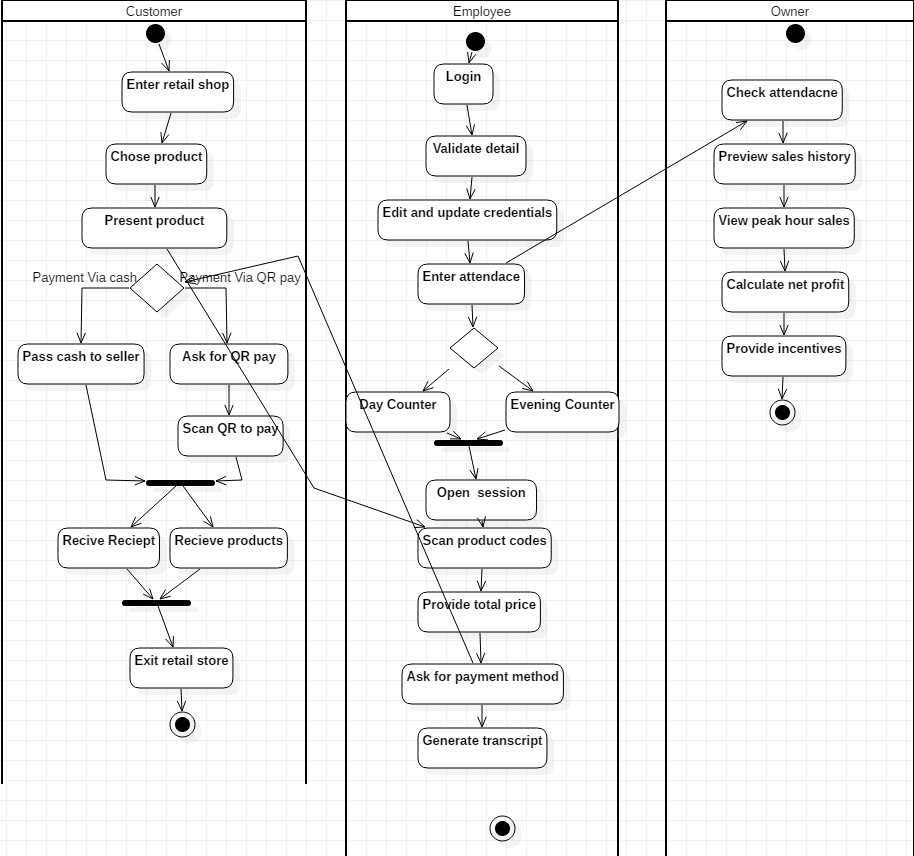 Customer
Enter retail shop
Chose product
Present product
Payment Via cash
Payment Via QR pay
Pass cash to seller
Ask for QR pay
Scan QR to pay
Recive Reciept
Recieve products
Exit retail store
Employee
Login
Validate detail
Edit and update credentials
Enter attendace
Day Counter
Evening Counter
Open  session
Scan product codes
Provide total price
Ask for payment method
Generate transcript
Owner
Check attendacne
Preview sales history
View peak hour sales
Calculate net profit
Provide incentives